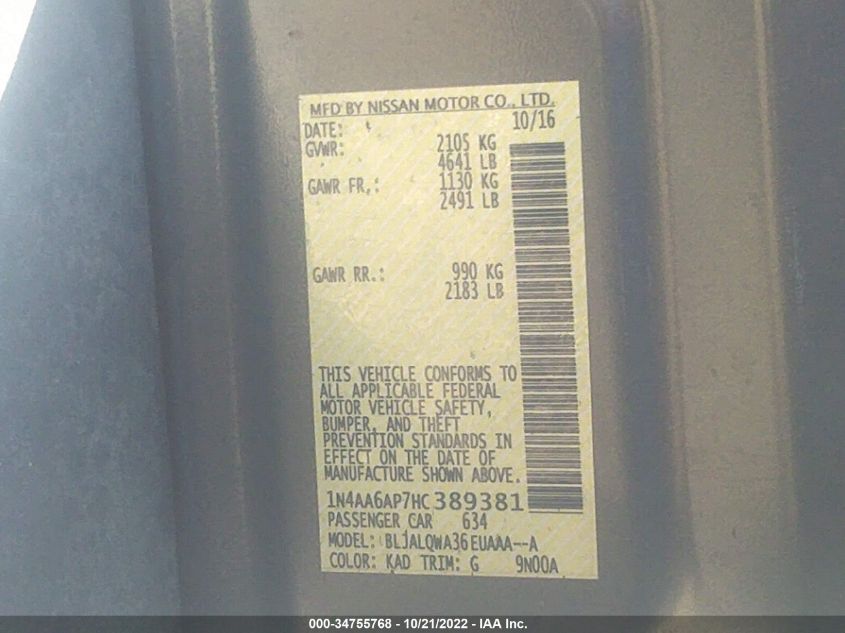 MFD BY NISSAN MOTOR CO., LTD.
DATE: 10/16
GVWR: 2105 KG
4641 LB
GAWR FR.: 1130 KG
2491 LB
GAWR RR.: 990 KG
2183 LB
THIS VEHICLE CONFORMS TO
ALL APPLICABLE FEDERAL
MOTOR VEHICLE SAFETY,
BUMPER, AND THEFT
PREVENTION STANDARDS IN
EFFECT ON THE DATE OF
MANUFACTURE SHOWN ABOVE.
1N4AA6AP7HC389381
PASSENGER CAR 634
MODEL: BLJALQWA36EUAAA--A
COLOR: KAD TRIM: G 9N00A
000-34755768 - 10/21/2022 - IAA Inc.